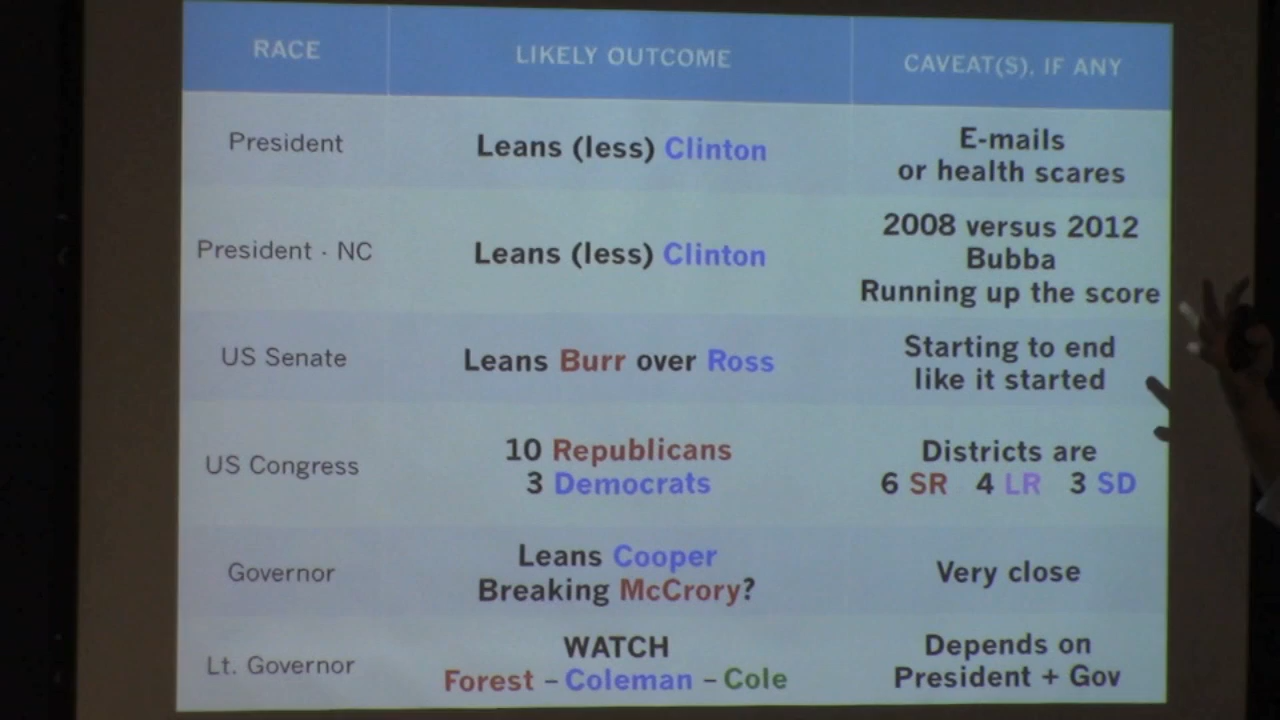 RACE LIKELY OUTCOME CAVEAT(S), IF ANY
President Leans (less) Clinton E-mails
or health scares
President · NC Leans (less) Clinton 2008 versus 2012
Bubba
Running up the score
US Senate Leans Burr over Ross Starting to end
like it started
US Congress 10 Republicans
3 Democrats Districts are
6 SR 4 LR 3 SD
Governor Leans Cooper
Breaking McCrory? Very close
Lt. Governor WATCH
Forest – Coleman – Cole Depends on
President + Gov